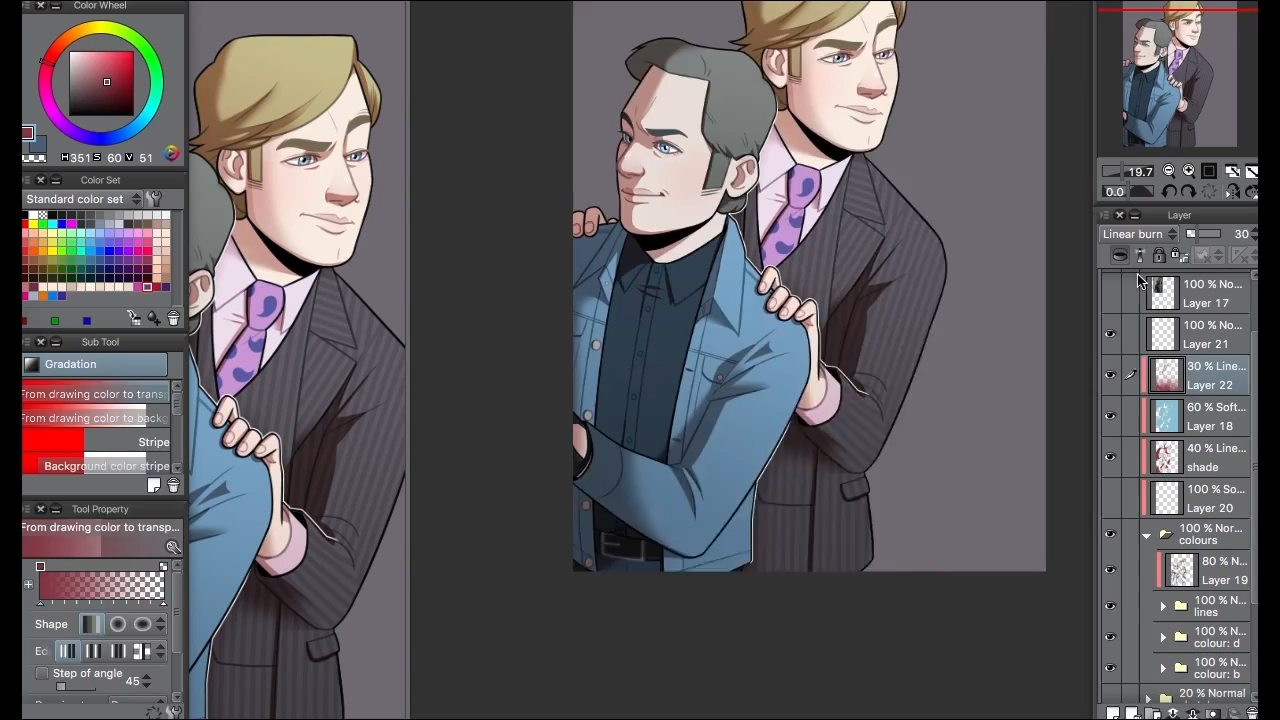 Color Wheel
H 351 S 60 V 51
Color Set
Standard color set
Sub Tool
Gradation
From drawing color to transp
From drawing color to backg
Stripe
Background color stripe
Tool Property
From drawing color to transp...
Shape
Ed
Step of angle
45
19.7
0.0
Layer
Linear burn
30
100 % No...
Layer 17
100 % No...
Layer 21
30 % Line...
Layer 22
60 % Soft...
Layer 18
40 % Line...
shade
100 % So...
Layer 20
100 % Nor...
colours
80 % N...
Layer 19
100 % N...
lines
100 % N...
colour: d
100 % N...
colour: b
20 % Normal